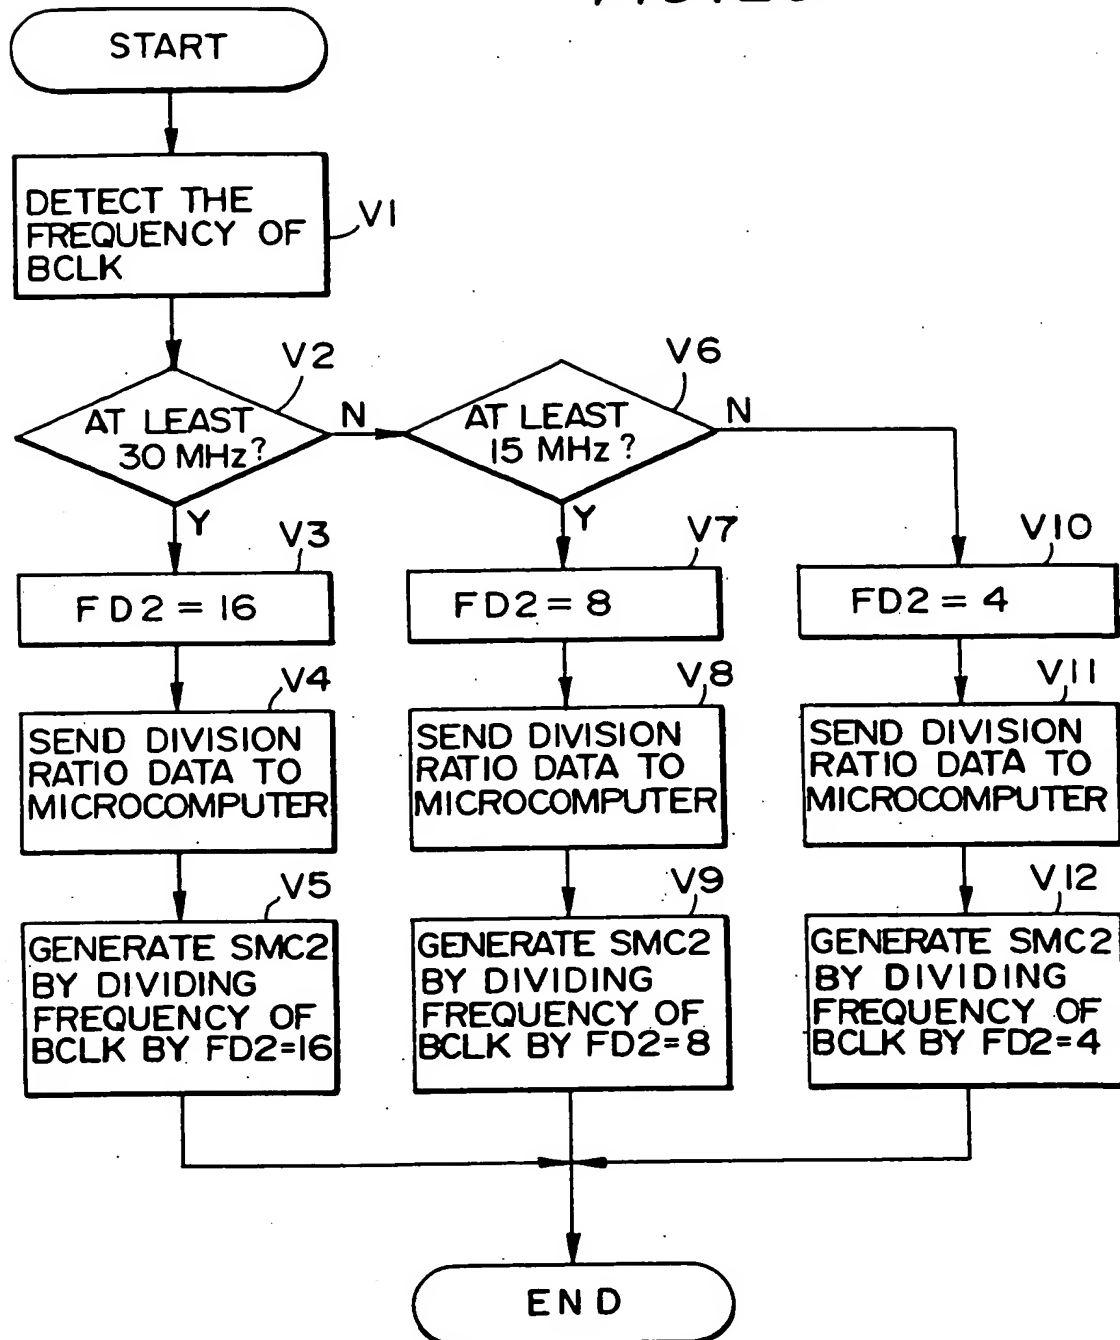 START
DETECT THE
FREQUENCY OF
BCLK
V1
V2
AT LEAST
30 MHz?
N
Y
V6
AT LEAST
15 MHz?
N
Y
V3
FD2 = 16
V7
FD2 = 8
V10
FD2 = 4
V4
SEND DIVISION
RATIO DATA TO
MICROCOMPUTER
V8
SEND DIVISION
RATIO DATA TO
MICROCOMPUTER
V11
SEND DIVISION
RATIO DATA TO
MICROCOMPUTER
V5
GENERATE SMC2
BY DIVIDING
FREQUENCY OF
BCLK BY FD2=16
V9
GENERATE SMC2
BY DIVIDING
FREQUENCY OF
BCLK BY FD2=8
V12
GENERATE SMC2
BY DIVIDING
FREQUENCY OF
BCLK BY FD2=4
END